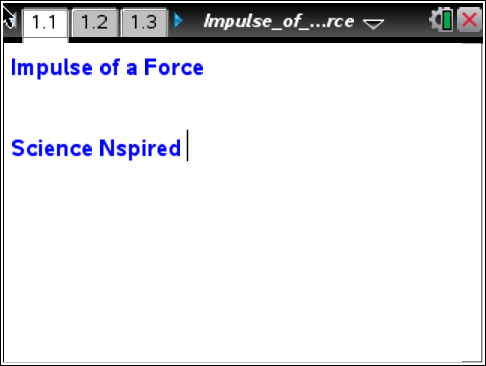 1.1 1.2 1.3 Impulse_of_...rce
Impulse of a Force
Science Nspired